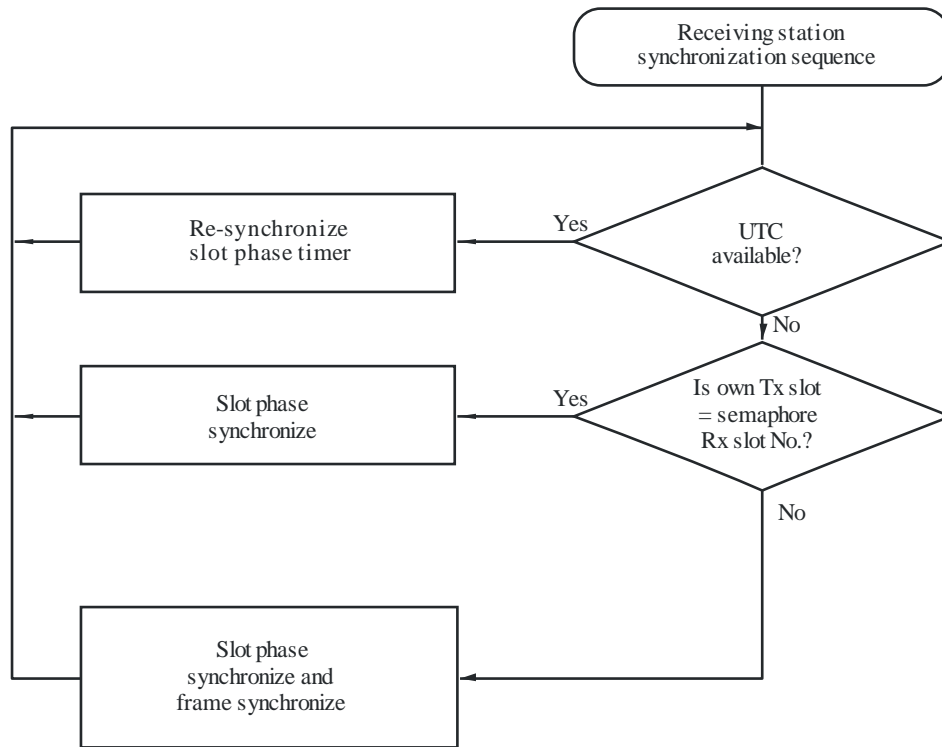 Receiving station
synchronization sequence
UTC
available?
Yes
Re-synchronize
slot phase timer
No
Is own Tx slot
= semaphore
Rx slot No.?
Yes
Slot phase
synchronize
No
Slot phase
synchronize and
frame synchronize